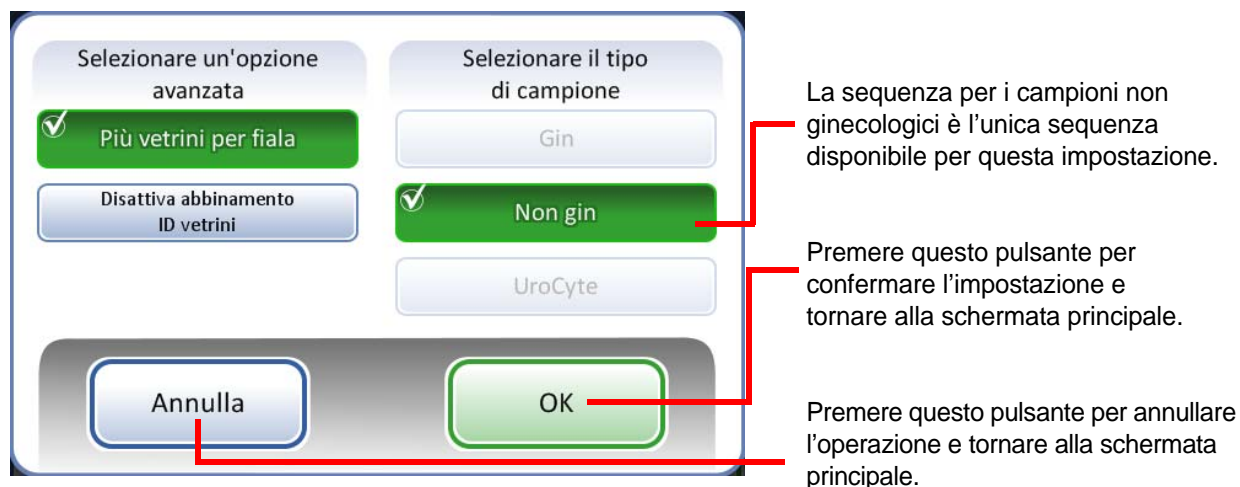 Selezionare un'opzione
avanzata
Più vetrini per fiala
Disattiva abbinamento
ID vetrini
Selezionare il tipo
di campione
Gin
Non gin
UroCyte
Annulla
OK
La sequenza per i campioni non
ginecologici è l’unica sequenza
disponibile per questa impostazione.
Premere questo pulsante per
confermare l’impostazione e
tornare alla schermata principale.
Premere questo pulsante per annullare
l’operazione e tornare alla schermata
principale.